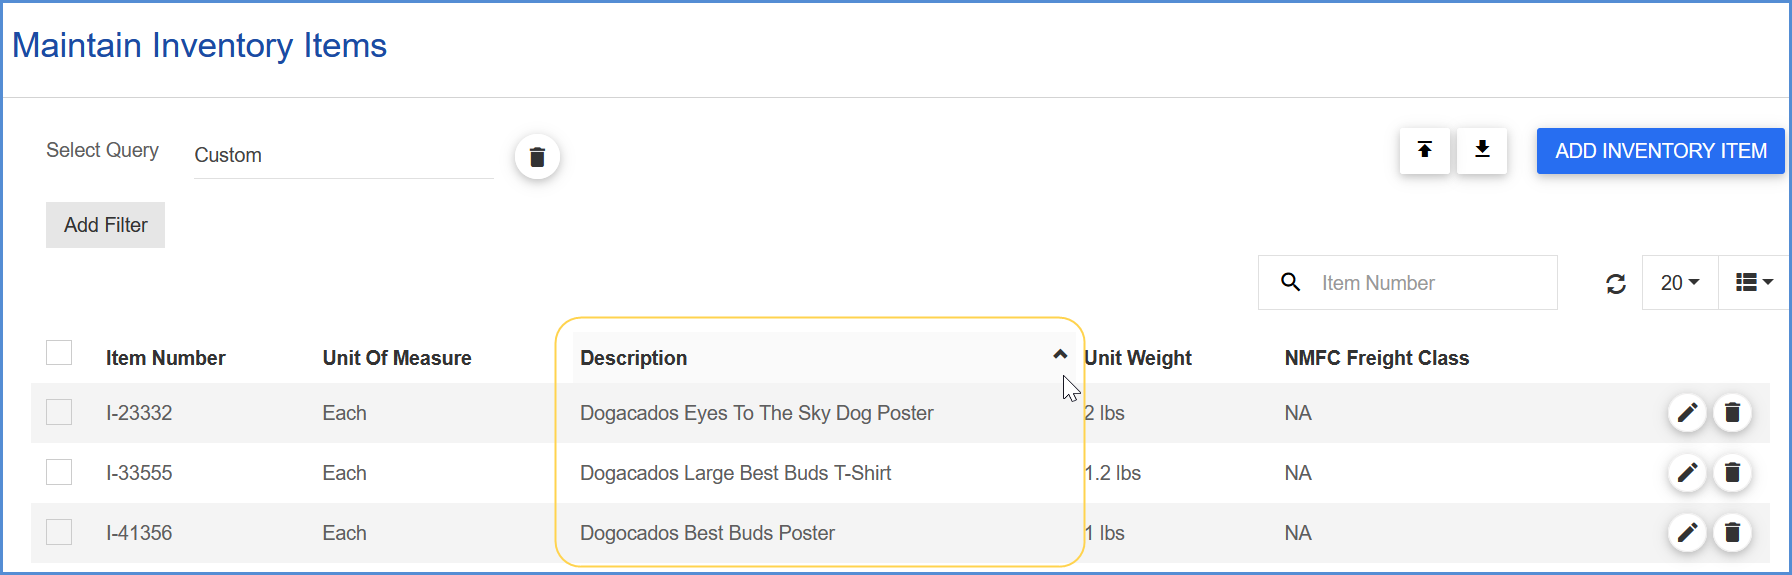 Maintain Inventory Items
Select Query Custom ADD INVENTORY ITEM
Add Filter
Item Number 20
Item Number Unit Of Measure Description Unit Weight NMFC Freight Class
I-23332 Each Dogacados Eyes To The Sky Dog Poster 2 lbs NA
I-33555 Each Dogacados Large Best Buds T-Shirt 1.2 lbs NA
I-41356 Each Dogocados Best Buds Poster 1 lbs NA